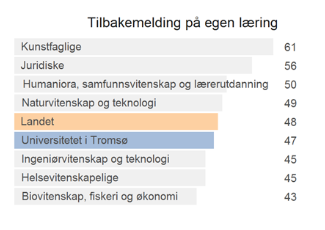 Tilbakemelding på egen læring
Kunstfaglige 61
Juridiske 56
Humaniora, samfunnsvitenskap og lærerutdanning 50
Naturvitenskap og teknologi 49
Landet 48
Universitetet i Tromsø 47
Ingeniørvitenskap og teknologi 45
Helsevitenskapelige 45
Biovitenskap, fiskeri og økonomi 43